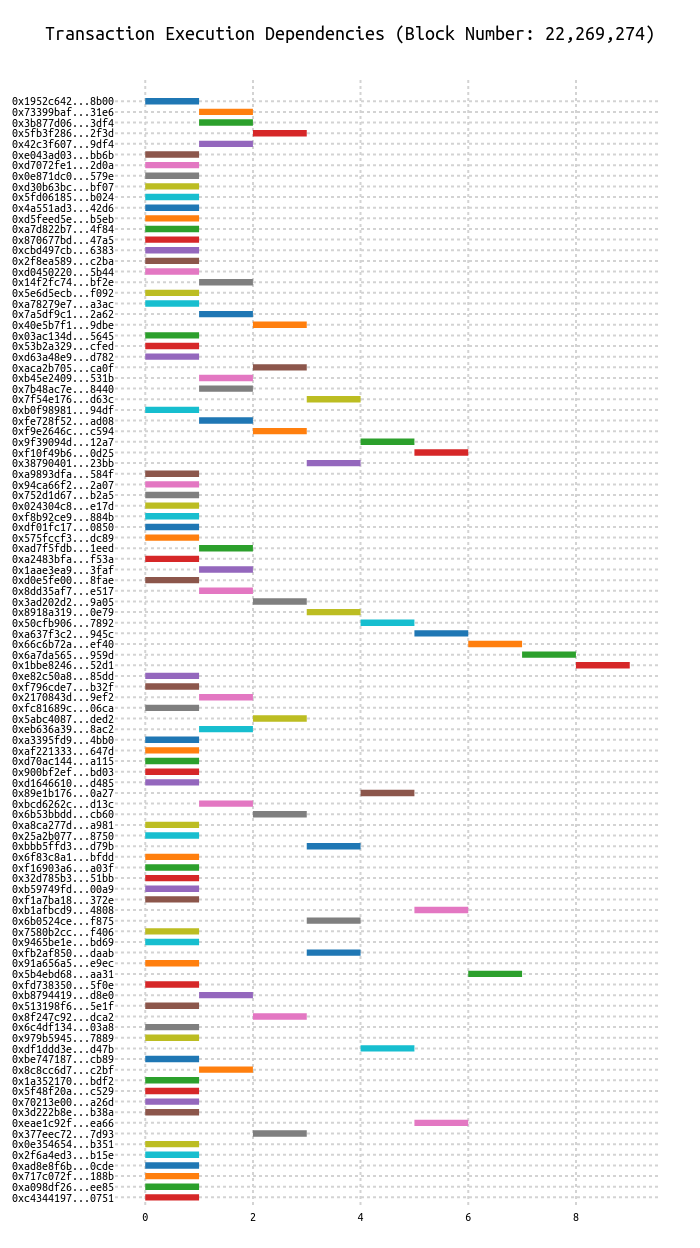 Transaction Execution Dependencies (Block Number: 22,269,274)
0x1952c642...8b00
0x73399baf...31e6
0x3b877d06...3df4
0x5fb3f286...2f3d
0x42c3f607...9df4
0xe043ad03...bb6b
0xd7072fe1...2d0a
0x0e871dc0...579e
0xd30b63bc...bf07
0x5fd06185...b024
0x4a551ad3...42d6
0xd5feed5e...b5eb
0xa7d822b7...4f84
0x870677bd...47a5
0xcbd497cb...6383
0x2f8ea589...c2ba
0xd0450220...5b44
0x14f2fc74...bf2e
0x5e6d5ecb...f092
0xa78279e7...a3ac
0x7a5df9c1...2a62
0x40e5b7f1...9dbe
0x03ac134d...5645
0x53b2a329...cfed
0xd63a48e9...d782
0xaca2b705...ca0f
0xb45e2409...531b
0x7b48ac7e...8440
0x7f54e176...d63c
0xb0f98981...94df
0xfe728f52...ad08
0xf9e2646c...c594
0x9f39094d...12a7
0xf10f49b6...0d25
0x38790401...23bb
0xa9893dfa...584f
0x94ca66f2...2a07
0x752d1d67...b2a5
0x024304c8...e17d
0xf8b92ce9...884b
0xdf01fc17...0850
0x575fccf3...dc89
0xad7f5fdb...1eed
0xa2483bfa...f53a
0x1aae3ea9...3faf
0xd0e5fe00...8fae
0x8dd35af7...e517
0x3ad202d2...9a05
0x8918a319...0e79
0x50cfb906...7892
0xa637f3c2...945c
0x66c6b72a...ef40
0x6a7da565...959d
0x1bbe8246...52d1
0xe82c50a8...85dd
0xf796cde7...b32f
0x2170843d...9ef2
0xfc81689c...06ca
0x5abc4087...ded2
0xeb636a39...8ac2
0xa3395fd9...4bb0
0xaf221333...647d
0xd70ac144...a115
0x900bf2ef...bd03
0xd1646610...d485
0x89e1b176...0a27
0xbcd6262c...d13c
0x6b53bbdd...cb60
0xa8ca277d...a981
0x25a2b077...8750
0xbbb5ffd3...d79b
0x6f83c8a1...bfdd
0xf16903a6...a03f
0x32d785b3...51bb
0xb59749fd...00a9
0xf1a7ba18...372e
0xb1afbcd9...4808
0x6b0524ce...f875
0x7580b2cc...f406
0x9465be1e...bd69
0xfb2af850...daab
0x91a656a5...e9ec
0x5b4ebd68...aa31
0xfd738350...5f0e
0xb8794419...d8e0
0x513198f6...5e1f
0x8f247c92...dca2
0x6c4df134...03a8
0x979b5945...7889
0xdf1ddd3e...d47b
0xbe747187...cb89
0x8c8cc6d7...c2bf
0x1a352170...bdf2
0x5f48f20a...c529
0x70213e00...a26d
0x3d222b8e...b38a
0xeae1c92f...ea66
0x377eec72...7d93
0x0e354654...b351
0x2f6a4ed3...b15e
0xad8e8f6b...0cde
0x717c072f...188b
0xa098df26...ee85
0xc4344197...0751
0 2 4 6 8